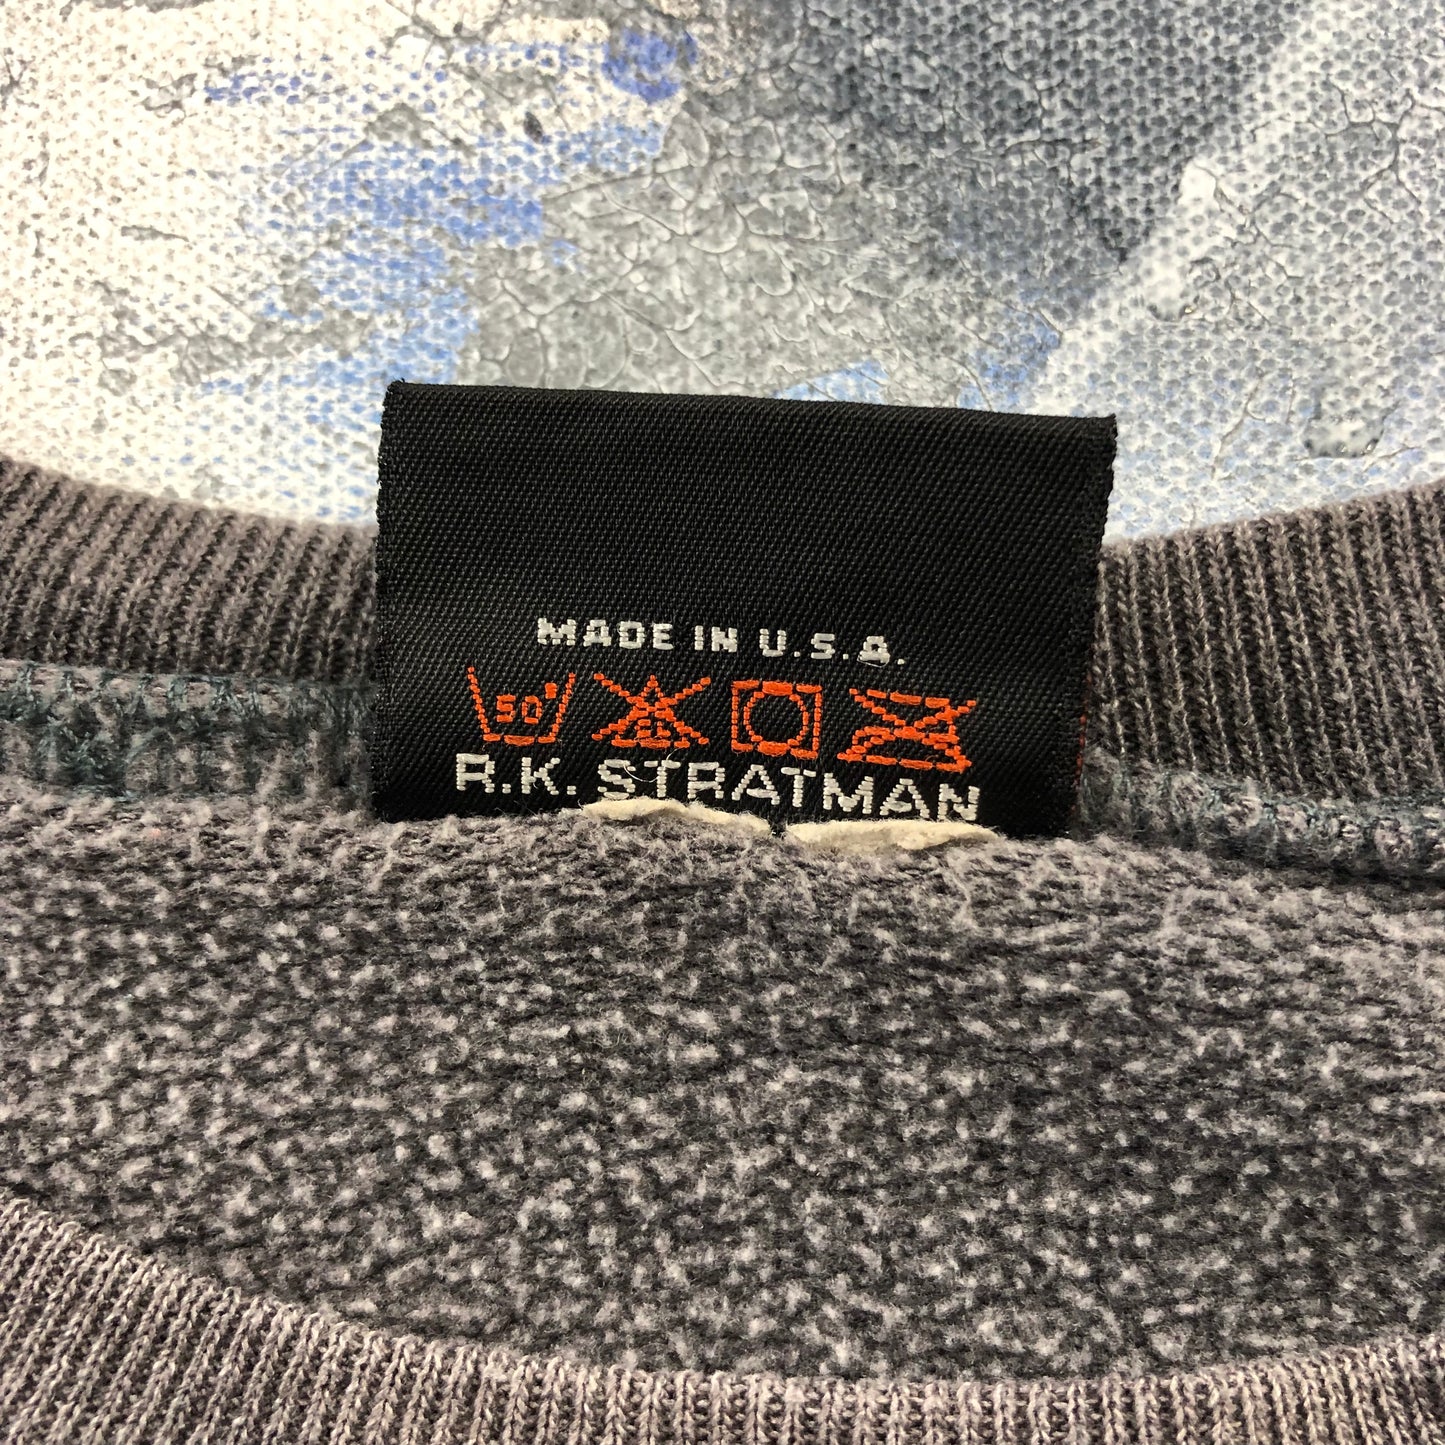 MADE IN U.S.A.
50°
R.K. STRATMAN